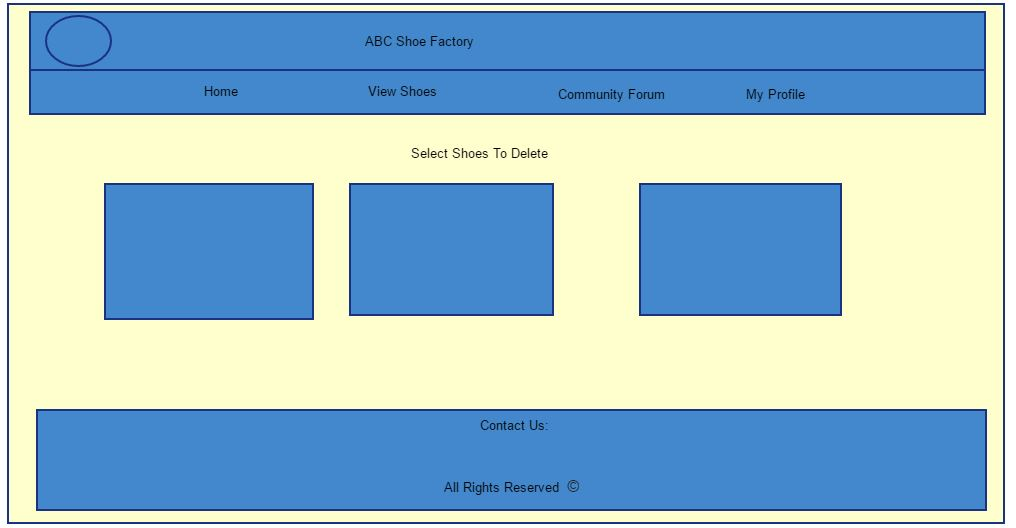 ABC Shoe Factory
Home View Shoes Community Forum My Profile
Select Shoes To Delete
Contact Us:
All Rights Reserved ©